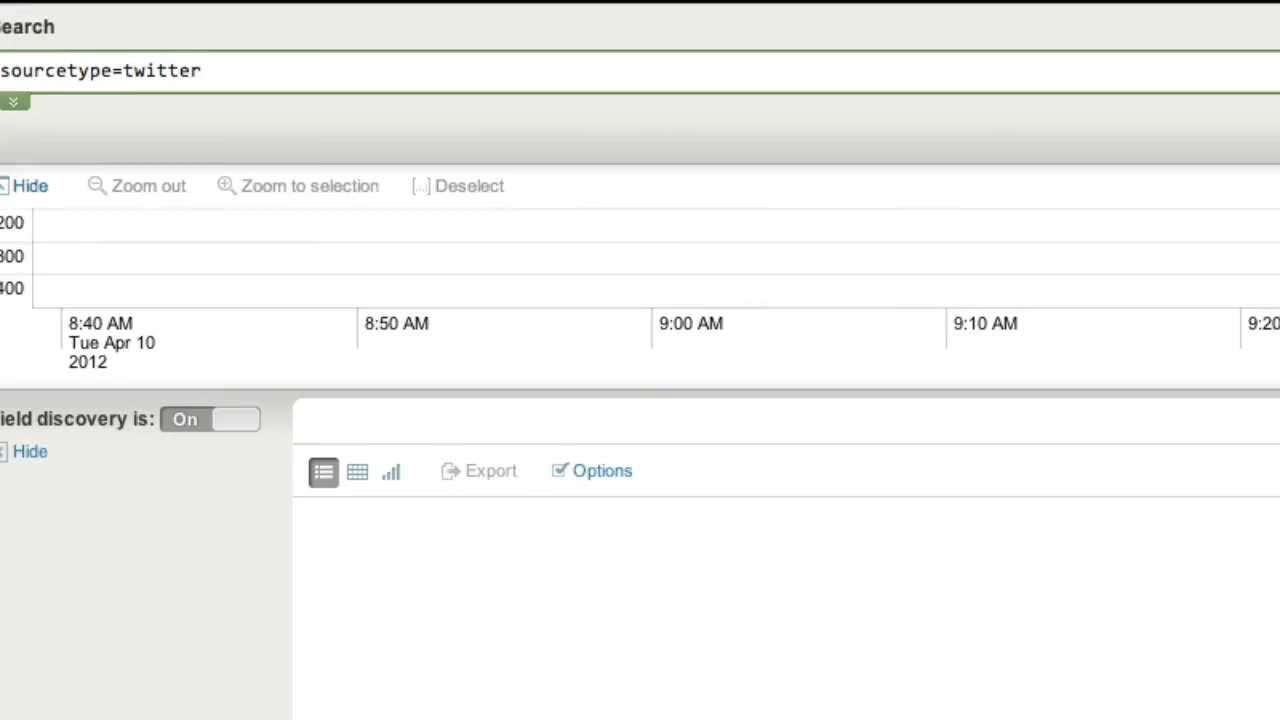 earch
sourcetype=twitter
Hide Zoom out Zoom to selection [..] Deselect
200
800
400
8:40 AM 8:50 AM 9:00 AM 9:10 AM 9:20
Tue Apr 10
2012
ield discovery is: On
Hide
Export Options